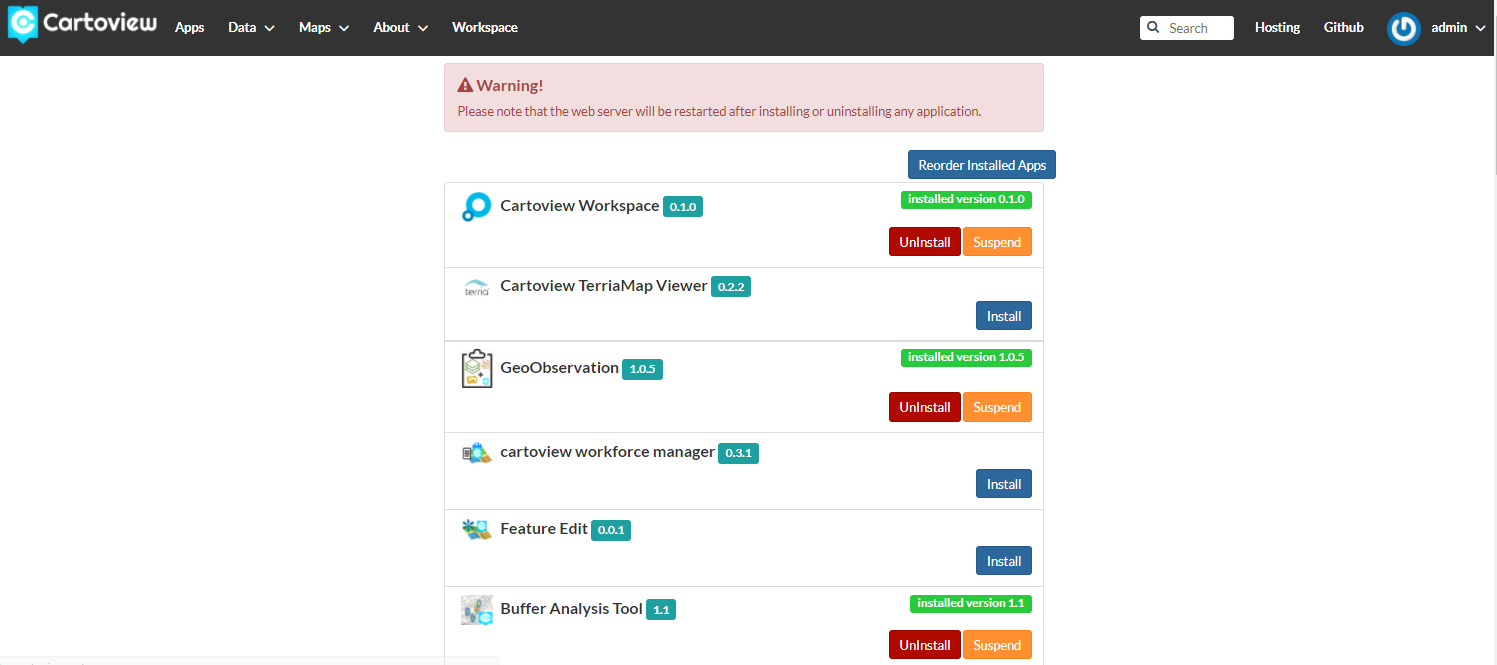 Cartoview Apps Data Maps About Workspace Search Hosting Github admin
Warning!
Please note that the web server will be restarted after installing or uninstalling any application.
Reorder Installed Apps
Cartoview Workspace 0.1.0 installed version 0.1.0
UnInstall Suspend
terria Cartoview TerriaMap Viewer 0.2.2
Install
GeoObservation 1.0.5 installed version 1.0.5
UnInstall Suspend
cartoview workforce manager 0.3.1
Install
Feature Edit 0.0.1
Install
Buffer Analysis Tool 1.1 installed version 1.1
UnInstall Suspend